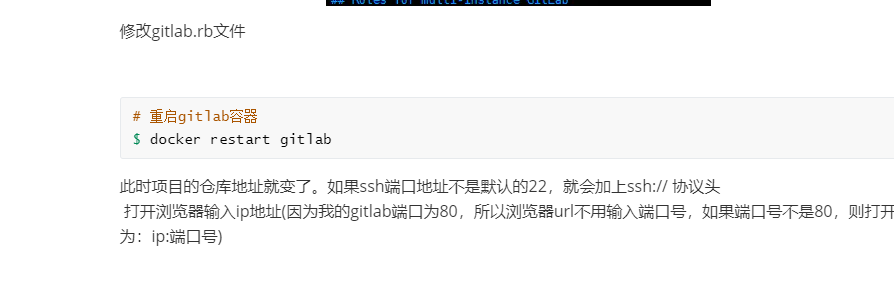 ## Roles for multi-instance GitLab
修改gitlab.rb文件
# 重启gitlab容器
$ docker restart gitlab
此时项目的仓库地址就变了。如果ssh端口地址不是默认的22，就会加上ssh:// 协议头
打开浏览器输入ip地址(因为我的gitlab端口为80，所以浏览器url不用输入端口号，如果端口号不是80，则打开
为：ip:端口号)